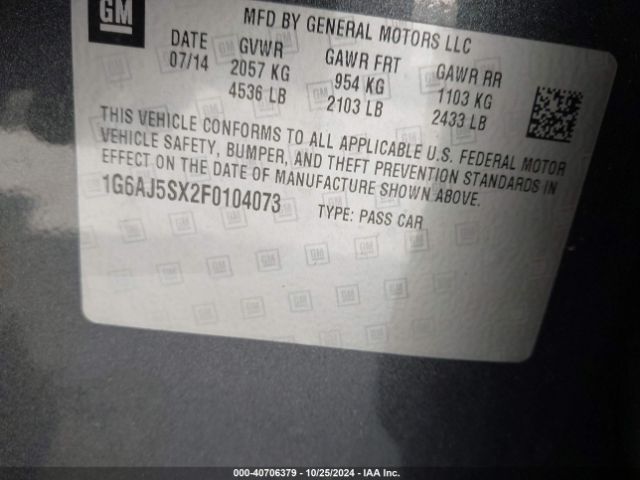 GM
MFD BY GENERAL MOTORS LLC
DATE GVWR GAWR FRT GAWR RR
07/14 2057 KG 954 KG 1103 KG
4536 LB 2103 LB 2433 LB
THIS VEHICLE CONFORMS TO ALL APPLICABLE U.S. FEDERAL MOTOR
VEHICLE SAFETY, BUMPER, AND THEFT PREVENTION STANDARDS IN
EFFECT ON THE DATE OF MANUFACTURE SHOWN ABOVE.
1G6AJ5SX2F0104073 TYPE: PASS CAR
000-40706379 - 10/25/2024 - IAA Inc.